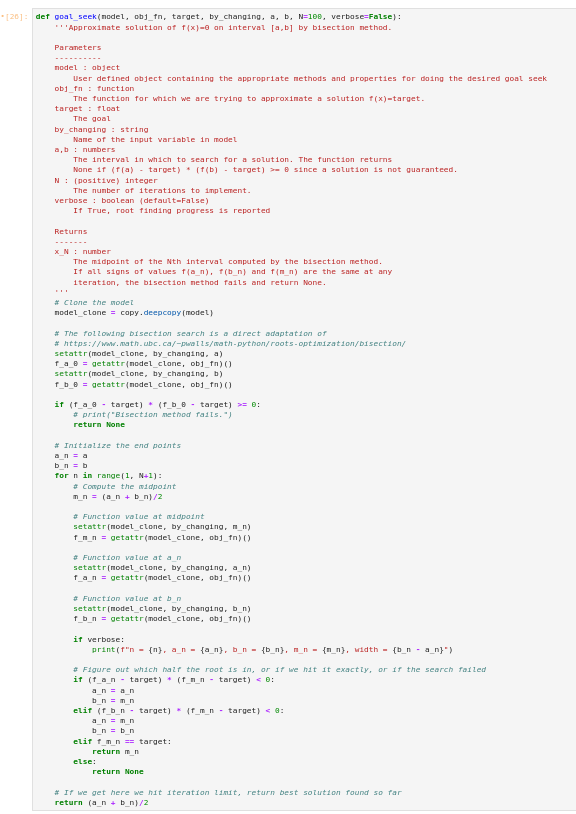 *[26]: def goal_seek(model, obj_fn, target, by_changing, a, b, N=100, verbose=False):
    '''Approximate solution of f(x)=0 on interval [a,b] by bisection method.

    Parameters
    ----------
    model : object
        User defined object containing the appropriate methods and properties for doing the desired goal seek
    obj_fn : function
        The function for which we are trying to approximate a solution f(x)=target.
    target : float
        The goal
    by_changing : string
        Name of the input variable in model
    a,b : numbers
        The interval in which to search for a solution. The function returns
        None if (f(a) - target) * (f(b) - target) >= 0 since a solution is not guaranteed.
    N : (positive) integer
        The number of iterations to implement.
    verbose : boolean (default=False)
        If True, root finding progress is reported

    Returns
    -------
    x_N : number
        The midpoint of the Nth interval computed by the bisection method.
        If all signs of values f(a_n), f(b_n) and f(m_n) are the same at any
        iteration, the bisection method fails and return None.
    '''
    # Clone the model
    model_clone = copy.deepcopy(model)

    # The following bisection search is a direct adaptation of
    # https://www.math.ubc.ca/~pwalls/math-python/roots-optimization/bisection/
    setattr(model_clone, by_changing, a)
    f_a_0 = getattr(model_clone, obj_fn)()
    setattr(model_clone, by_changing, b)
    f_b_0 = getattr(model_clone, obj_fn)()

    if (f_a_0 - target) * (f_b_0 - target) >= 0:
        # print("Bisection method fails.")
        return None

    # Initialize the end points
    a_n = a
    b_n = b
    for n in range(1, N+1):
        # Compute the midpoint
        m_n = (a_n + b_n)/2

        # Function value at midpoint
        setattr(model_clone, by_changing, m_n)
        f_m_n = getattr(model_clone, obj_fn)()

        # Function value at a_n
        setattr(model_clone, by_changing, a_n)
        f_a_n = getattr(model_clone, obj_fn)()

        # Function value at b_n
        setattr(model_clone, by_changing, b_n)
        f_b_n = getattr(model_clone, obj_fn)()

        if verbose:
            print(f"n = {n}, a_n = {a_n}, b_n = {b_n}, m_n = {m_n}, width = {b_n - a_n}")

        # Figure out which half the root is in, or if we hit it exactly, or if the search failed
        if (f_a_n - target) * (f_m_n - target) < 0:
            a_n = a_n
            b_n = m_n
        elif (f_b_n - target) * (f_m_n - target) < 0:
            a_n = m_n
            b_n = b_n
        elif f_m_n == target:
            return m_n
        else:
            return None

    # If we get here we hit iteration limit, return best solution found so far
    return (a_n + b_n)/2